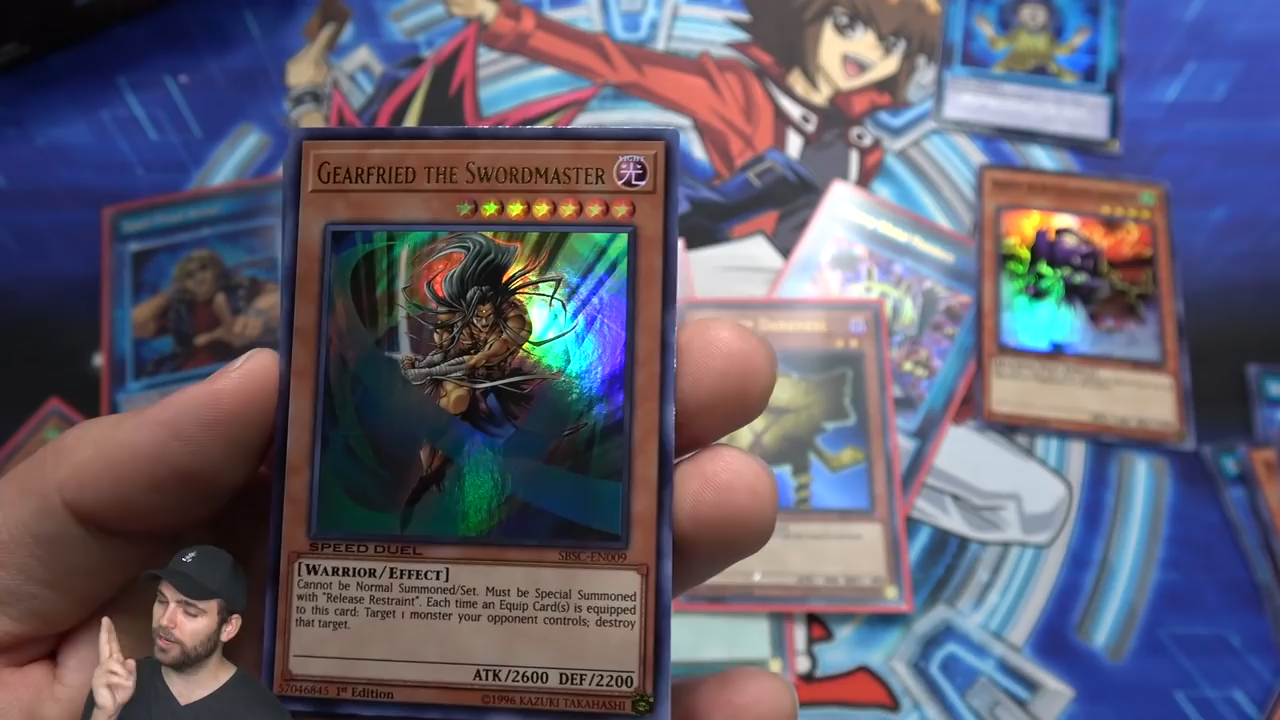 GEARFRIED THE SWORDMASTER
LIGHT
光
SPEED DUEL
SBSC-EN009
[WARRIOR/EFFECT]
Cannot be Normal Summoned/Set. Must be Special Summoned
with "Release Restraint". Each time an Equip Card(s) is equipped
to this card: Target 1 monster your opponent controls; destroy
that target.
ATK/2600 DEF/2200
57046845 1st Edition
©1996 KAZUKI TAKAHASHI
DARKNESS